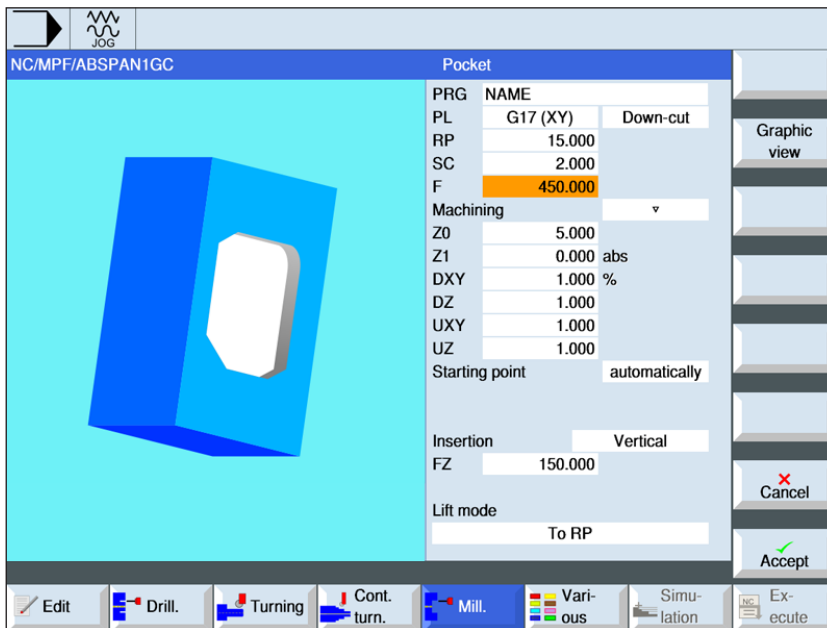 JOG
NC/MPF/ABSPAN1GC
Pocket
PRG NAME
PL G17 (XY) Down-cut
RP 15.000
SC 2.000
F 450.000
Machining ▿
Z0 5.000
Z1 0.000 abs
DXY 1.000 %
DZ 1.000
UXY 1.000
UZ 1.000
Starting point automatically
Insertion Vertical
FZ 150.000
Lift mode
To RP
Graphic
view
Cancel
Accept
Edit
Drill.
Turning
Cont.
turn.
Mill.
Vari-
ous
Simu-
lation
NC Ex-
ecute